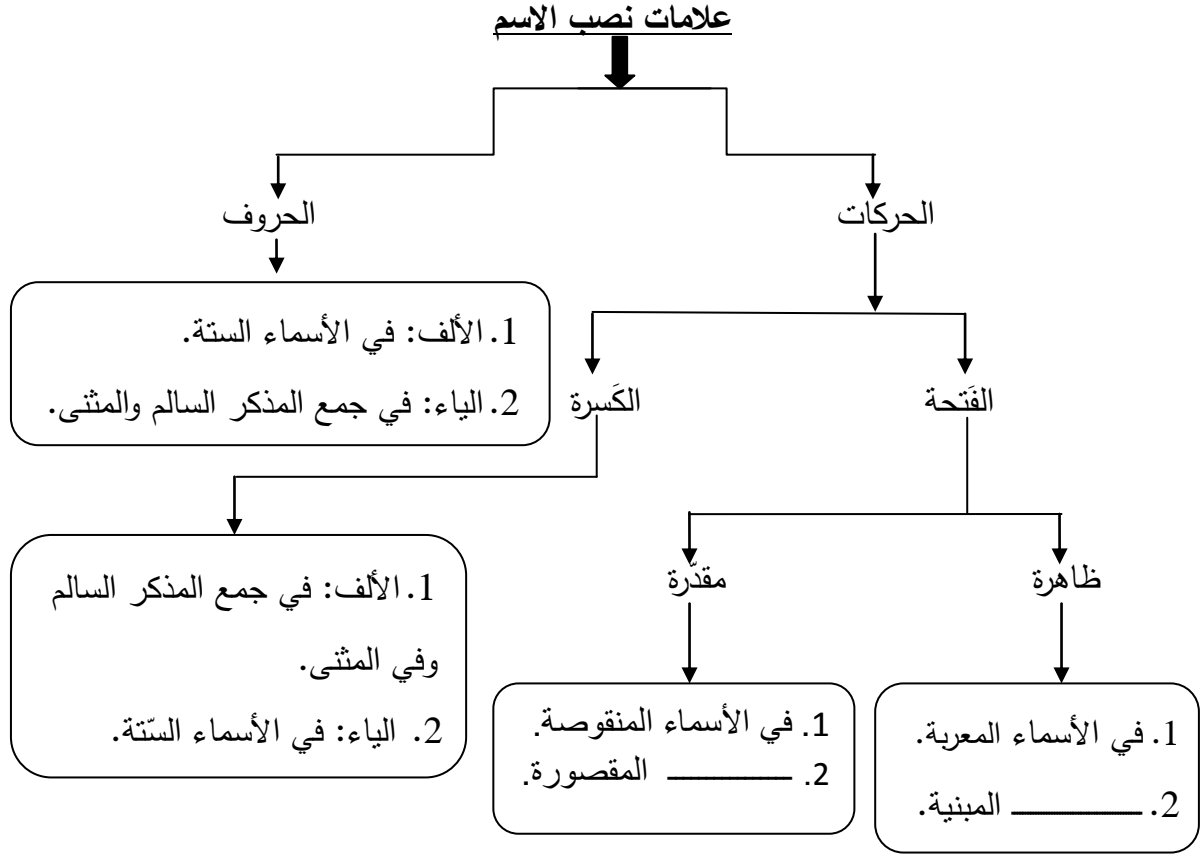 علامات نصب الاسم
الحركات
الحروف
1. الألف: في الأسماء الستة.
2. الياء: في جمع المذكر السالم والمثنى.
الفَتحة
الكَسرة
ظاهرة
مقدّرة
1. الألف: في جمع المذكر السالم
وفي المثنى.
2. الياء: في الأسماء السّتة.
1. في الأسماء المعربة.
2. ـــــــــــــ المبنية.
1. في الأسماء المنقوصة.
2. ـــــــــــــ المقصورة.